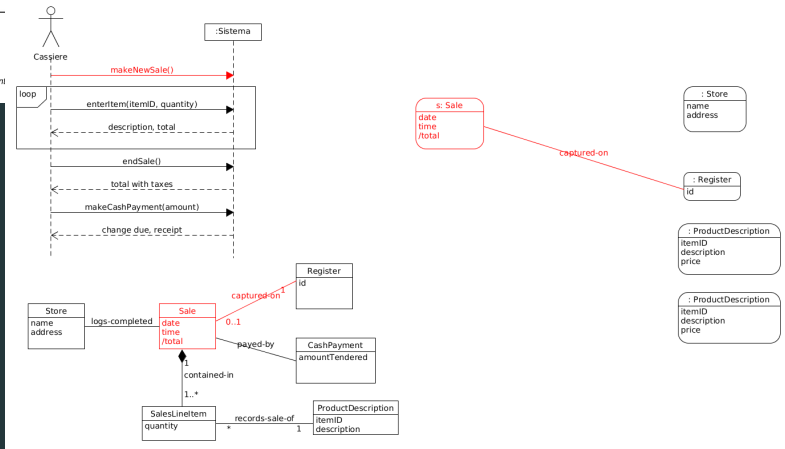 Cassiere
:Sistema
makeNewSale()
loop
enterItem(itemID, quantity)
description, total
endSale()
total with taxes
makeCashPayment(amount)
change due, receipt
s: Sale
date
time
/total
captured-on
: Store
name
address
: Register
id
: ProductDescription
itemID
description
price
: ProductDescription
itemID
description
price
Register
id
captured-on
1
0..1
Store
name
address
logs-completed
Sale
date
time
/total
payed-by
CashPayment
amountTendered
1
contained-in
1..*
SalesLineItem
quantity
records-sale-of
*
1
ProductDescription
itemID
description